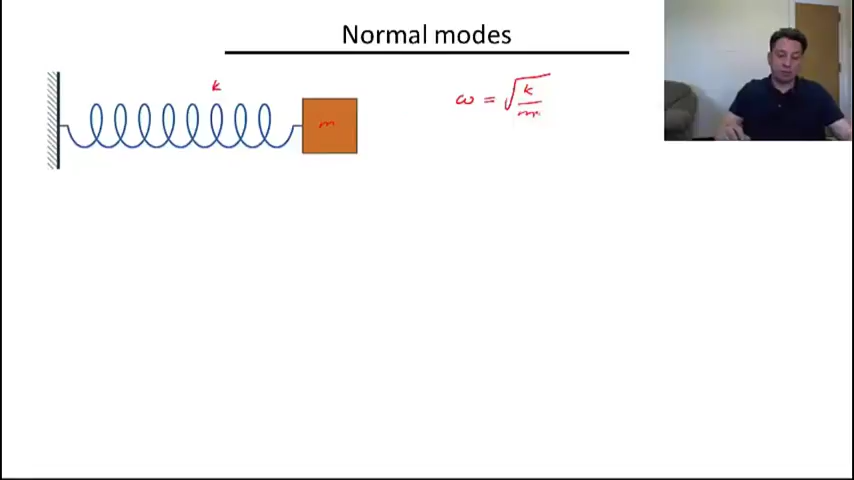 Normal modes
k
ω = √k/m
m